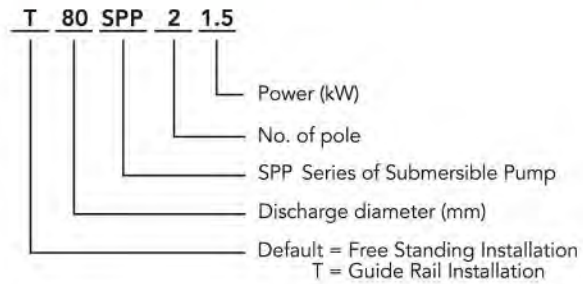 T 80 SPP 2 1.5
Power (kW)
No. of pole
SPP Series of Submersible Pump
Discharge diameter (mm)
Default = Free Standing Installation
T = Guide Rail Installation